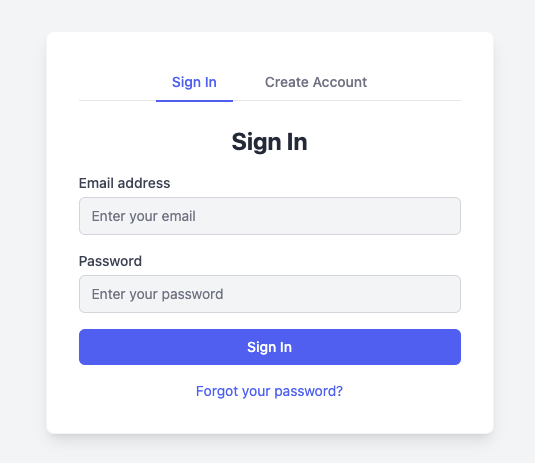 Sign In
Create Account
Sign In
Email address
Enter your email
Password
Enter your password
Sign In
Forgot your password?